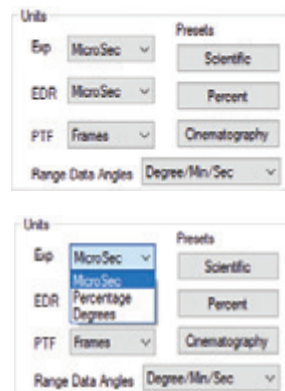 Units
Presets
Exp MicroSec Scientific
EDR MicroSec Percent
PTF Frames Cinematography
Range Data Angles Degree/Min/Sec
Units
Presets
Exp MicroSec Scientific
MicroSec
Percentage
Degrees
EDR Percent
PTF Frames Cinematography
Range Data Angles Degree/Min/Sec